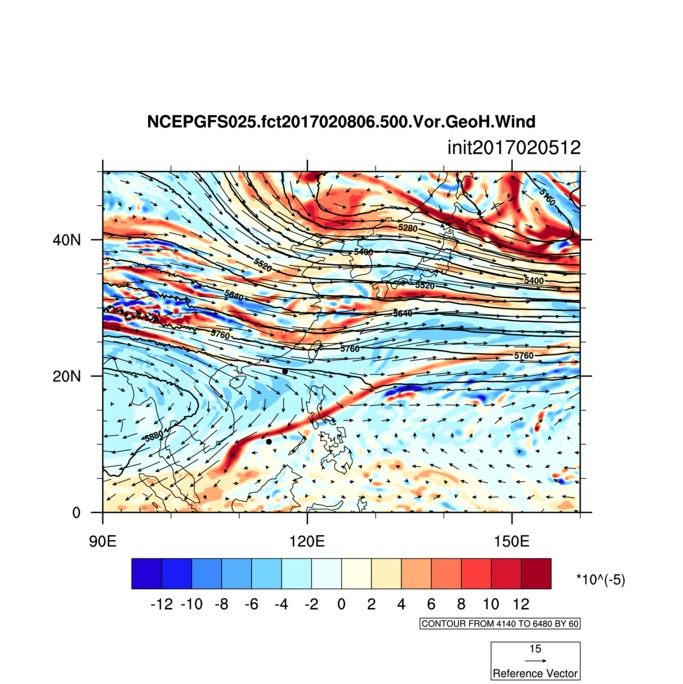 NCEPGFS025.fct2017020806.500.Vor.GeoH.Wind
init2017020512
5160
5280
5400
5520
5400
5520
5640
5640
5760
5760
5760
5880
40N
20N
0
90E 120E 150E
-12 -10 -8 -6 -4 -2 0 2 4 6 8 10 12
*10^(-5)
CONTOUR FROM 4140 TO 6480 BY 60
15
Reference Vector